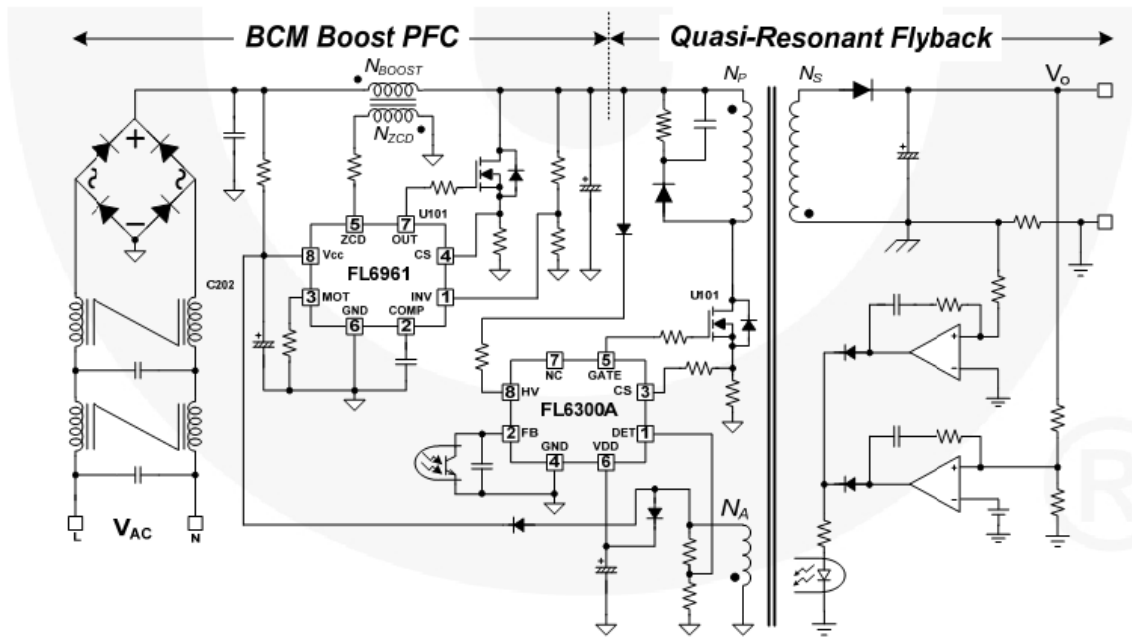 BCM Boost PFC
Quasi-Resonant Flyback
N_BOOST
N_P
N_S
V_o
+
N_ZCD
+
+
~
~
−
U101
5
7
ZCD
OUT
8
Vcc
CS
4
FL6961
C202
3
MOT
INV
1
GND
COMP
6
2
+
U101
7
5
NC
GATE
8
HV
CS
3
FL6300A
2
FB
DET
1
GND
VDD
4
6
+
-
+
-
N_A
+
L
V_AC
N
®